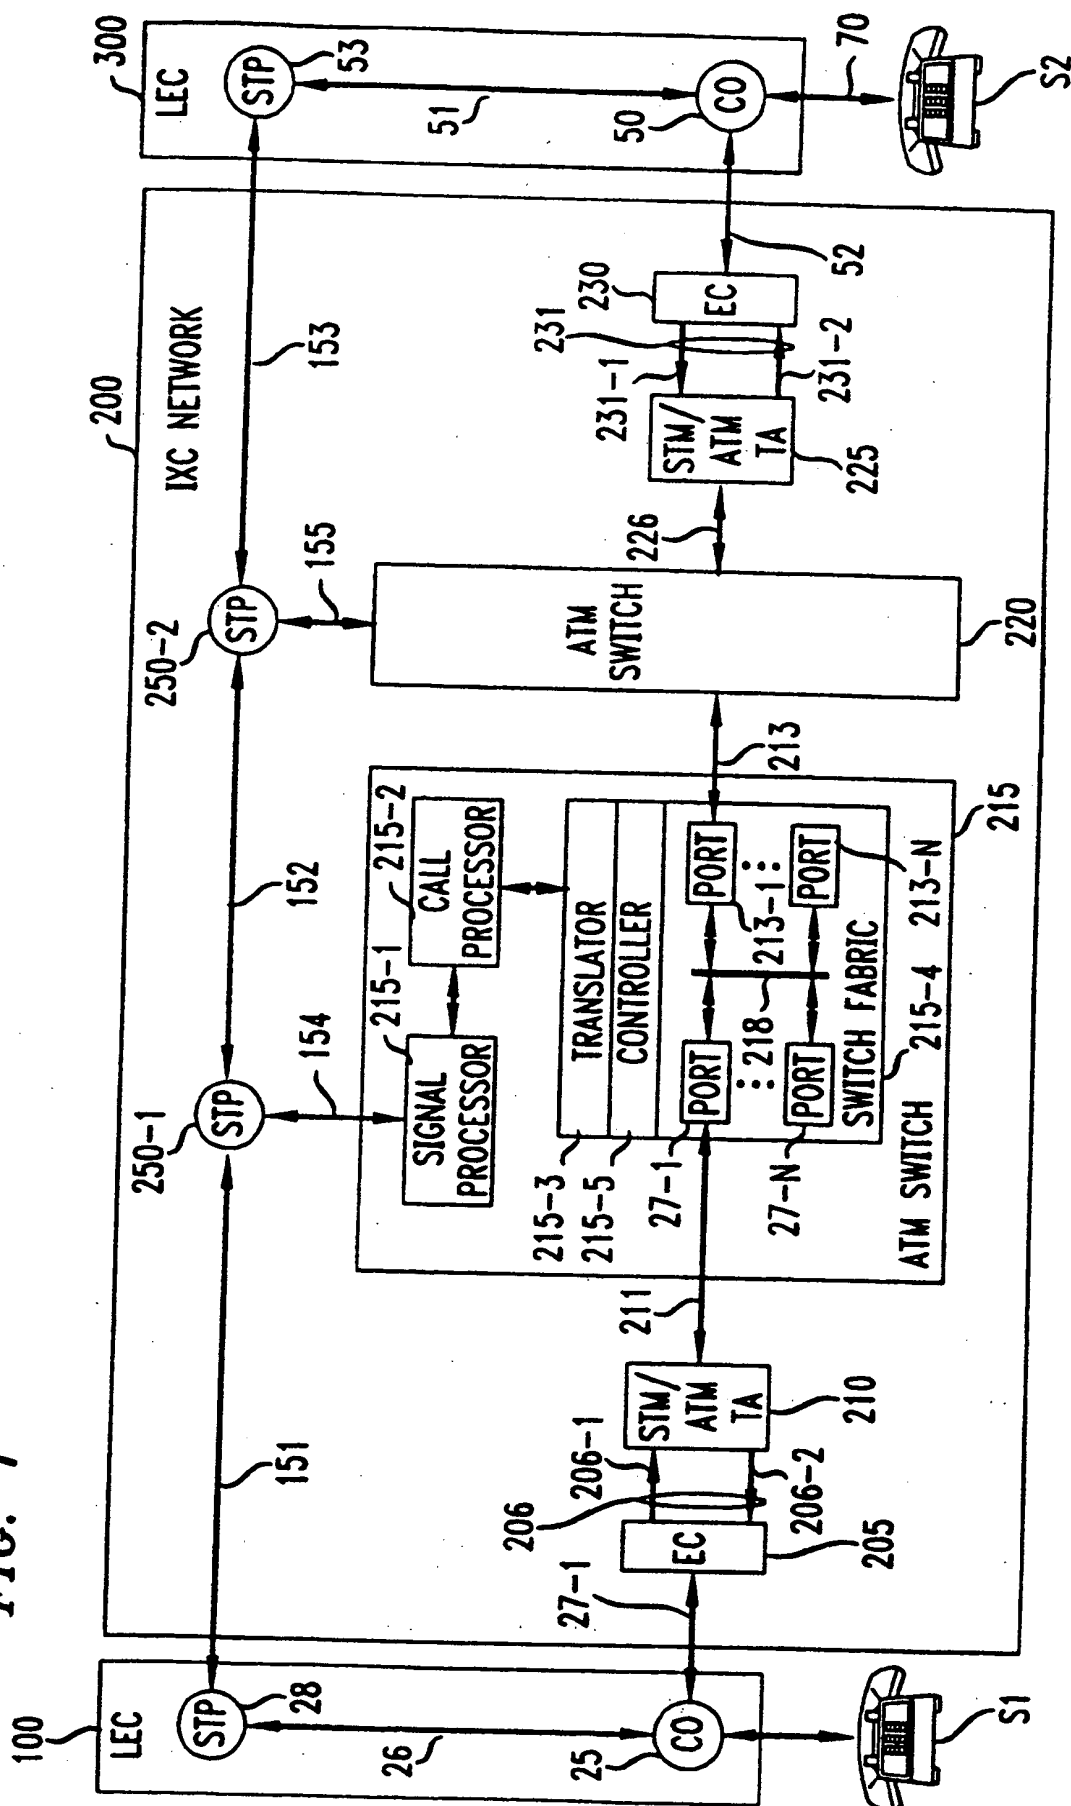 FIG. 1
100
LEC
STP
28
26
25
CO
S1
200
IXC NETWORK
151
250-1
STP
152
250-2
STP
153
154
155
27-1
EC
205
206
206-1
206-2
STM/
ATM
TA
210
211
215-1
SIGNAL
PROCESSOR
215-2
CALL
PROCESSOR
TRANSLATOR
CONTROLLER
215-3
215-5
27-1
27-N
PORT
PORT
218
PORT
PORT
213-1
213-N
SWITCH FABRIC
215-4
ATM SWITCH
215
213
ATM
SWITCH
220
226
STM/
ATM
TA
225
231
231-1
231-2
EC
230
52
300
LEC
STP
53
51
50
CO
70
S2